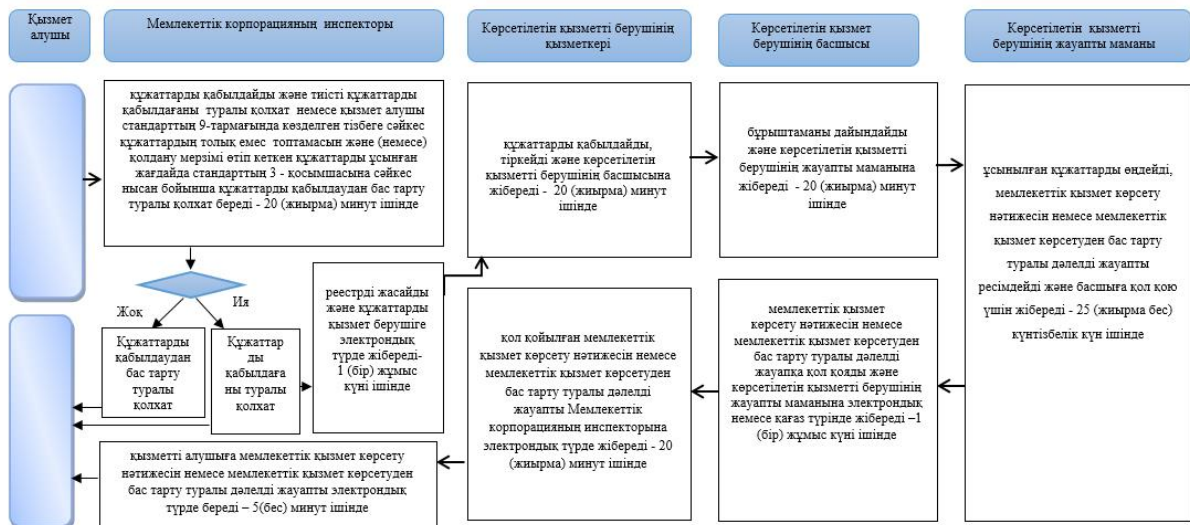 Қызмет
алушы
Мемлекеттік корпорацияның инспекторы
Көрсетілетін қызметті берушінің
қызметкері
Көрсетілетін қызмет
берушінің басшысы
Көрсетілетін қызметті
берушінің жауапты маманы
құжаттарды қабылдайды және тиісті құжаттарды
қабылдағаны туралы қолхат немесе қызмет алушы
стандарттың 9-тармағында көзделген тізбеге сәйкес
құжаттардың толық емес топтамасын және (немесе)
қолдану мерзімі өтіп кеткен құжаттарды ұсынған
жағдайда стандарттың 3 - қосымшасына сәйкес
нысан бойынша құжаттарды қабылдаудан бас тарту
туралы қолхат береді - 20 (жиырма) минут ішінде
құжаттарды қабылдайды,
тіркейді және көрсетілетін
қызметті берушінің басшысына
жібереді - 20 (жиырма) минут
ішінде
бұрыштаманы дайындайды
және көрсетілетін қызметті
берушінің жауапты маманына
жібереді - 20 (жиырма) минут
ішінде
ұсынылған құжаттарды өңдейді,
мемлекеттік қызмет көрсету
нәтижесін немесе мемлекеттік
қызмет көрсетуден бас тарту
туралы дәлелді жауапты
ресімдейді және басшыға қол қою
үшін жібереді - 25 (жиырма бес)
күнтізбелік күн ішінде
Жоқ
Ия
Құжаттарды
қабылдаудан
бас тарту
туралы
қолхат
Құжаттар
ды
қабылдаға
ны туралы
қолхат
реестрді жасайды
және құжаттарды
қызмет берушіге
электрондық
түрде жібереді-
1 (бір) жұмыс
күні ішінде
қол қойылған мемлекеттік
қызмет көрсету нәтижесін немесе
мемлекеттік қызмет көрсетуден
бас тарту туралы дәлелді
жауапты Мемлекеттік
корпорацияның инспекторына
электрондық түрде жібереді - 20
(жиырма) минут ішінде
мемлекеттік қызмет
көрсету нәтижесін немесе
мемлекеттік қызмет көрсетуден
бас тарту туралы дәлелді
жауапқа қол қояды және
көрсетілетін қызметті берушінің
жауапты маманына электрондық
немесе қағаз түрінде жібереді –1
(бір) жұмыс күні ішінде
қызметті алушыға мемлекеттік қызмет көрсету
нәтижесін немесе мемлекеттік қызмет көрсетуден
бас тарту туралы дәлелді жауапты электрондық
түрде береді – 5(бес) минут ішінде